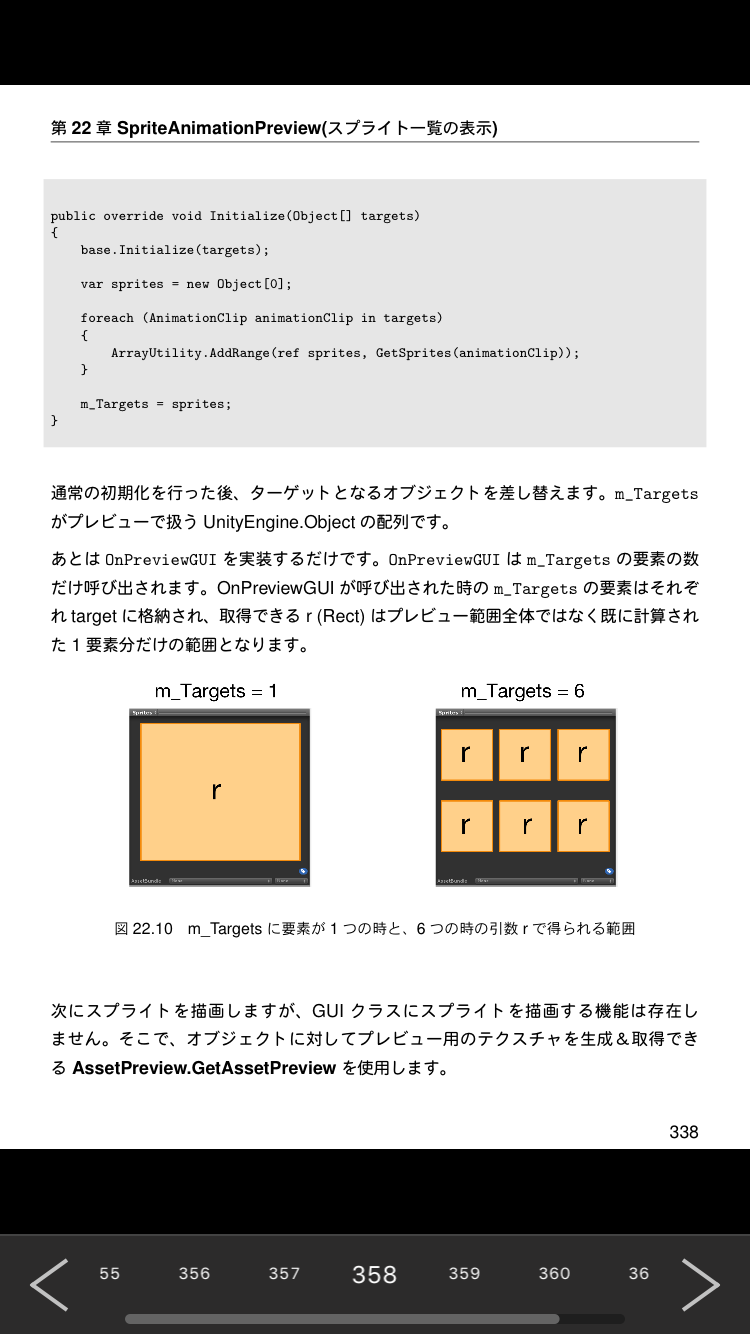 第 22 章 SpriteAnimationPreview(スプライト一覧の表示)
public override void Initialize(Object[] targets)
{
    base.Initialize(targets);
    var sprites = new Object[0];
    foreach (AnimationClip animationClip in targets)
    {
        ArrayUtility.AddRange(ref sprites, GetSprites(animationClip));
    }
    m_Targets = sprites;
}
通常の初期化を行った後、ターゲットとなるオブジェクトを差し替えます。m_Targets
がプレビューで扱う UnityEngine.Object の配列です。
あとは OnPreviewGUI を実装するだけです。OnPreviewGUI は m_Targets の要素の数
だけ呼び出されます。OnPreviewGUI が呼び出された時の m_Targets の要素はそれぞ
れ target に格納され、取得できる r (Rect) はプレビュー範囲全体ではなく既に計算され
た 1 要素分だけの範囲となります。
m_Targets = 1
Sprites
r
AssetBundle None None
m_Targets = 6
Sprites
r r r
r r r
AssetBundle None None
図 22.10 m_Targets に要素が 1 つの時と、6 つの時の引数 r で得られる範囲
次にスプライトを描画しますが、GUI クラスにスプライトを描画する機能は存在し
ません。そこで、オブジェクトに対してプレビュー用のテクスチャを生成＆取得でき
る AssetPreview.GetAssetPreview を使用します。
338
55 356 357 358 359 360 36